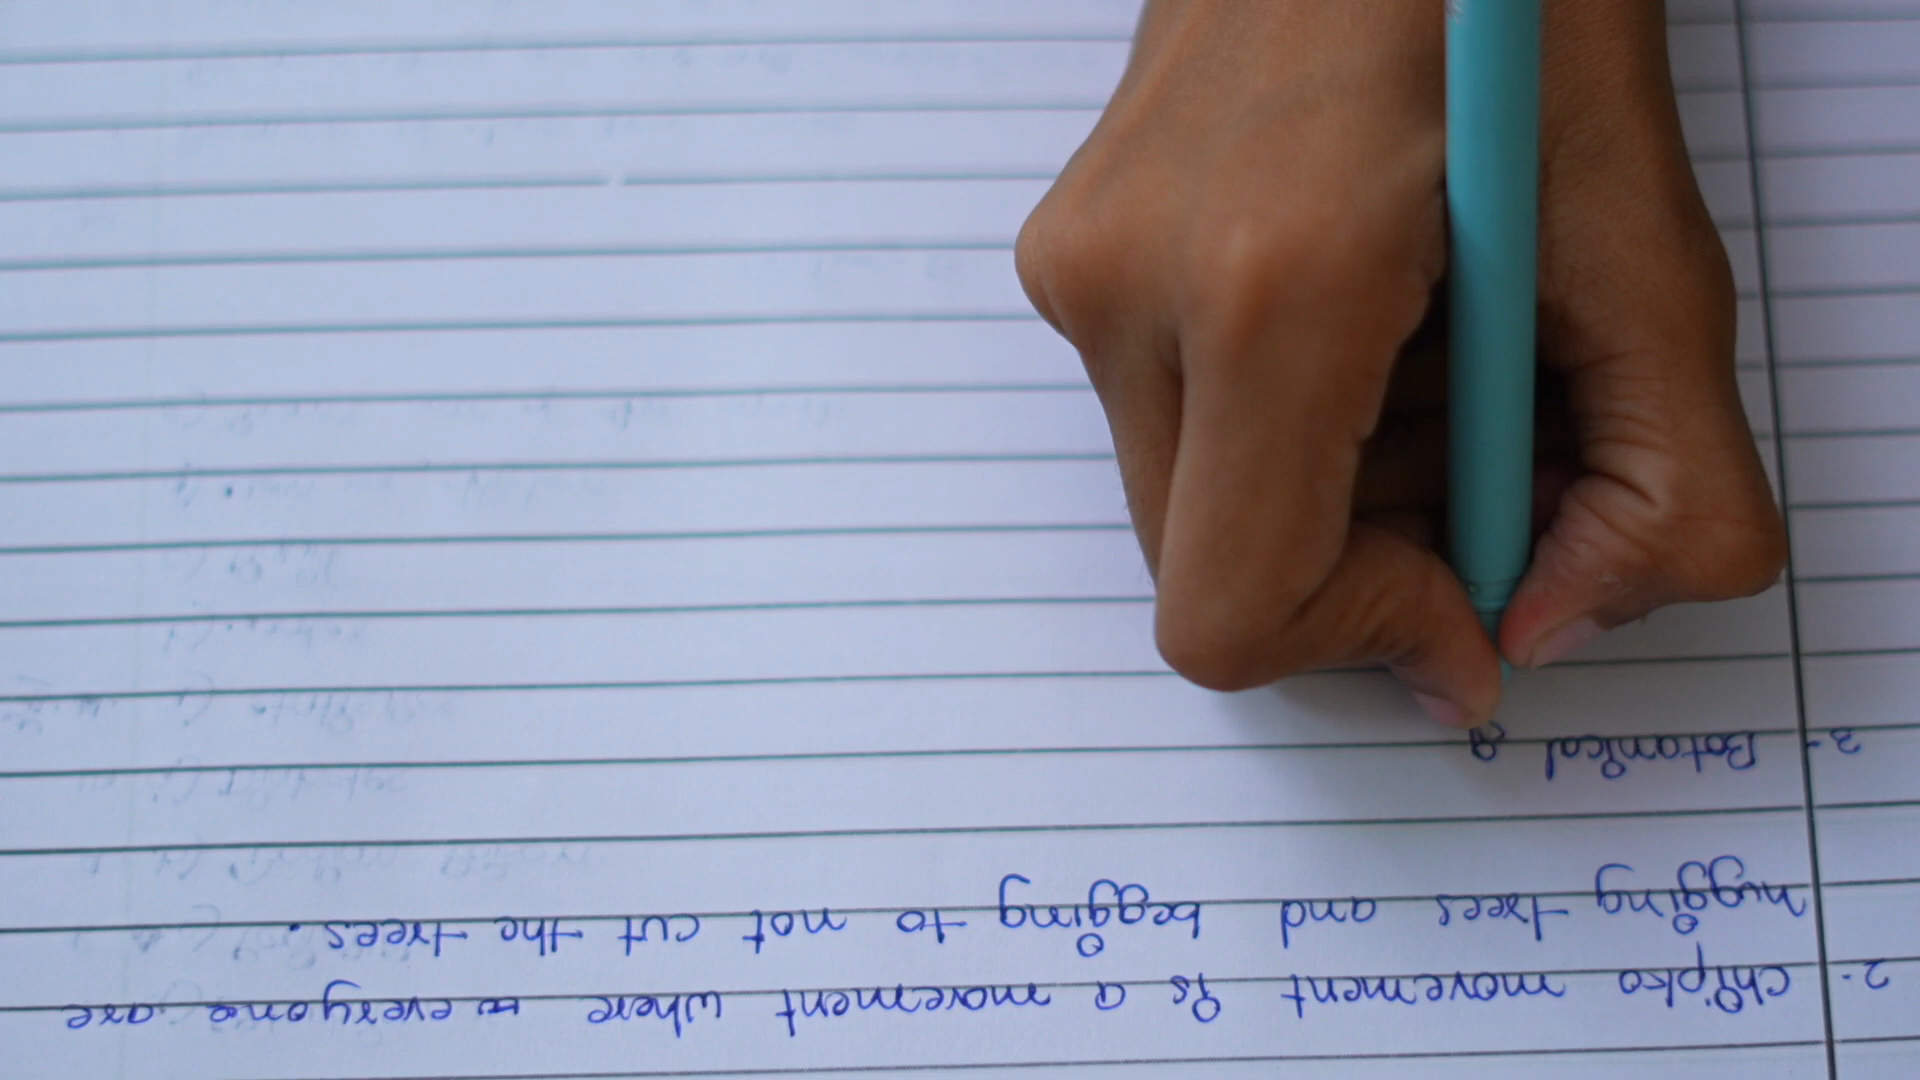 2. Chipko movement is a movement where everyone are
hugging trees and begging to not cut the trees.
3- Botanical